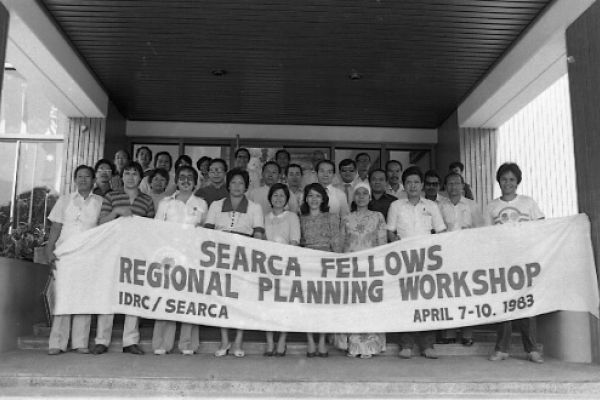 SEARCA FELLOWS
REGIONAL PLANNING WORKSHOP
IDRC/SEARCA APRIL 7-10. 1983